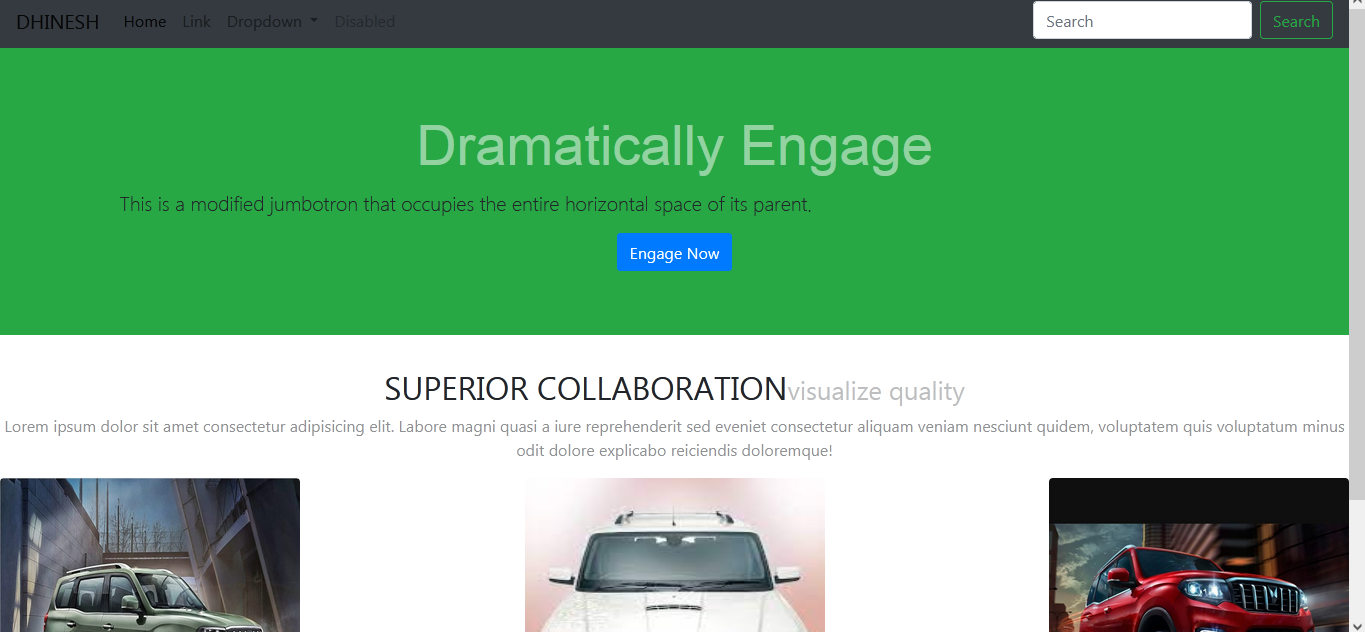 DHINESH Home Link Dropdown Disabled Search Search
Dramatically Engage
This is a modified jumbotron that occupies the entire horizontal space of its parent.
Engage Now
SUPERIOR COLLABORATIONvisualize quality
Lorem ipsum dolor sit amet consectetur adipisicing elit. Labore magni quasi a iure reprehenderit sed eveniet consectetur aliquam veniam nesciunt quidem, voluptatem quis voluptatum minus
odit dolore explicabo reiciendis doloremque!